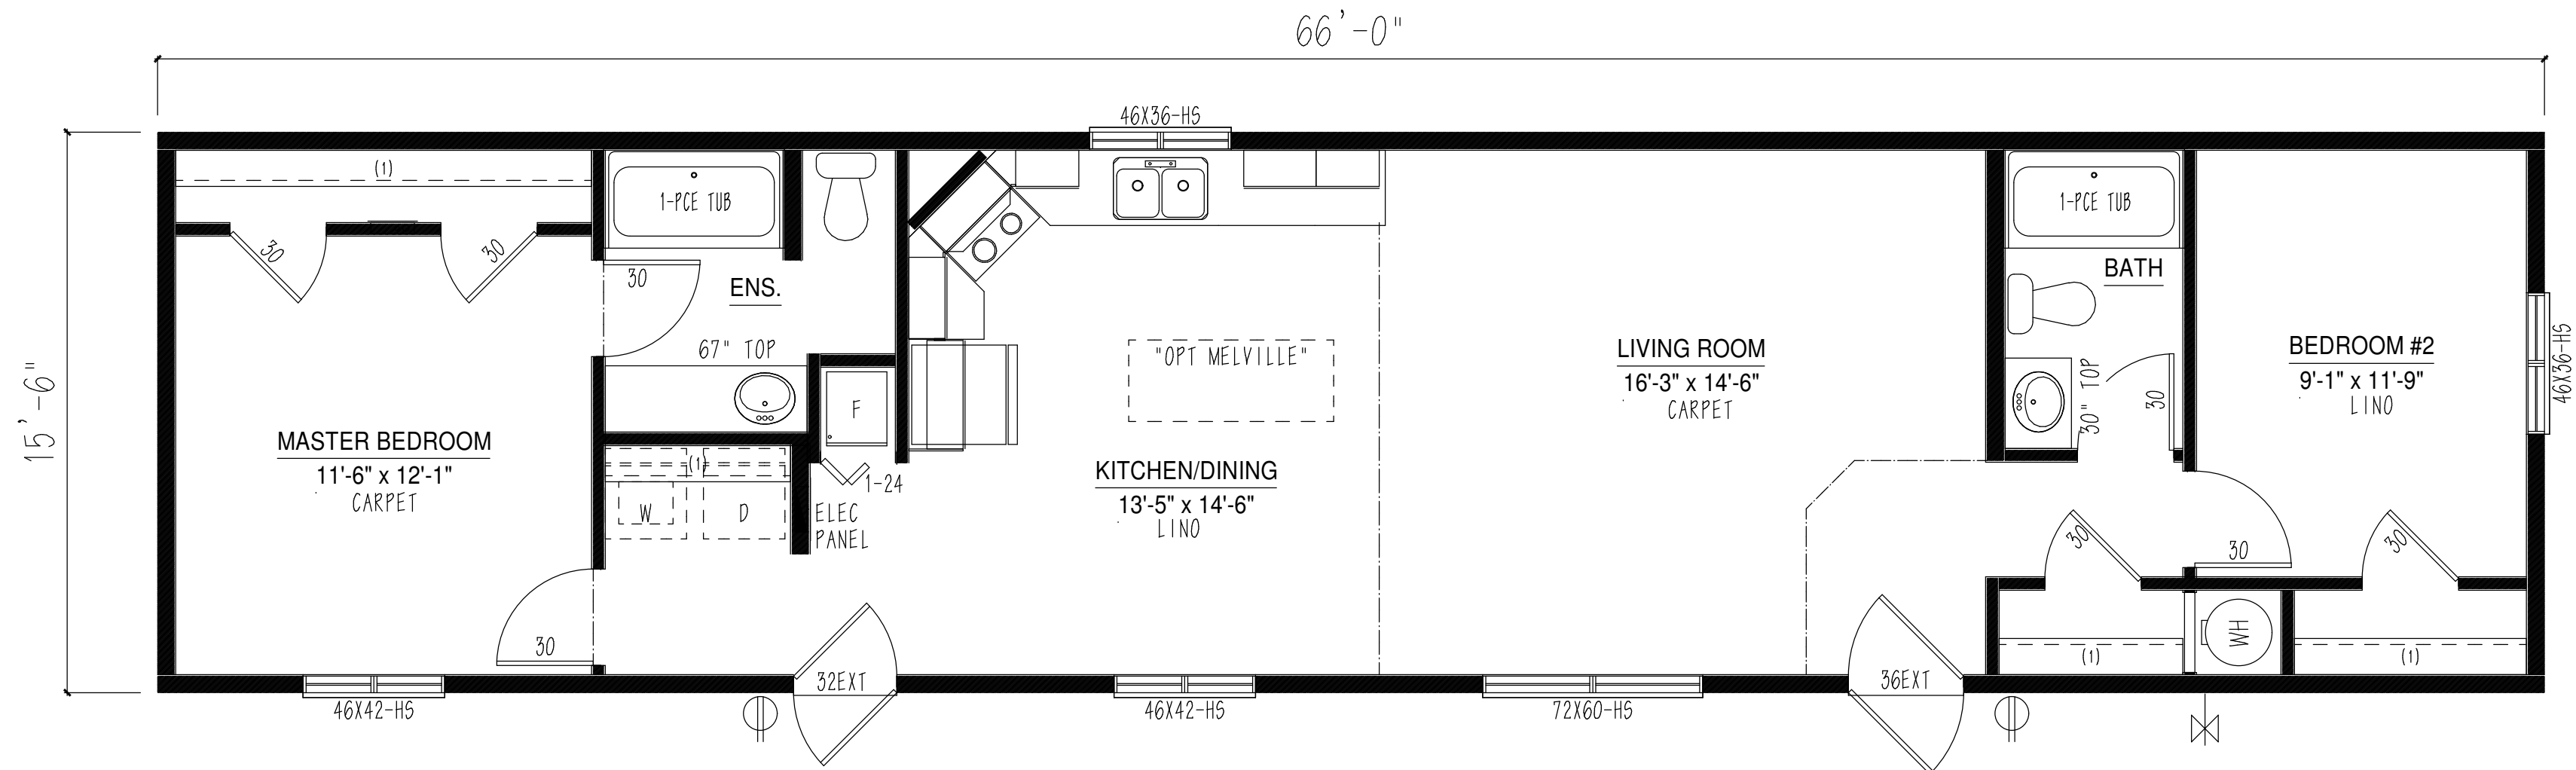 66'-0"
15'-6"
46X36-HS
(1)
30
30
1-PCE TUB
30
ENS.
67" TOP
F
1-24
(1)
W
D
ELEC
PANEL
MASTER BEDROOM
11'-6" x 12'-1"
CARPET
30
"OPT MELVILLE"
KITCHEN/DINING
13'-5" x 14'-6"
LINO
LIVING ROOM
16'-3" x 14'-6"
CARPET
1-PCE TUB
BATH
30" TOP
30
BEDROOM #2
9'-1" x 11'-9"
LINO
46X36-HS
30
30
30
(1)
WH
(1)
32EXT
36EXT
46X42-HS
46X42-HS
72X60-HS